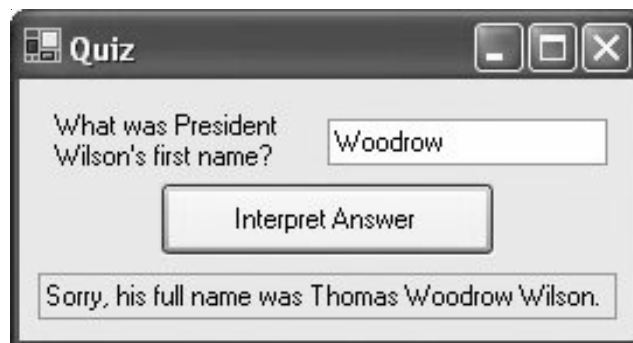 Quiz
What was President
Wilson's first name?
Woodrow
Interpret Answer
Sorry, his full name was Thomas Woodrow Wilson.